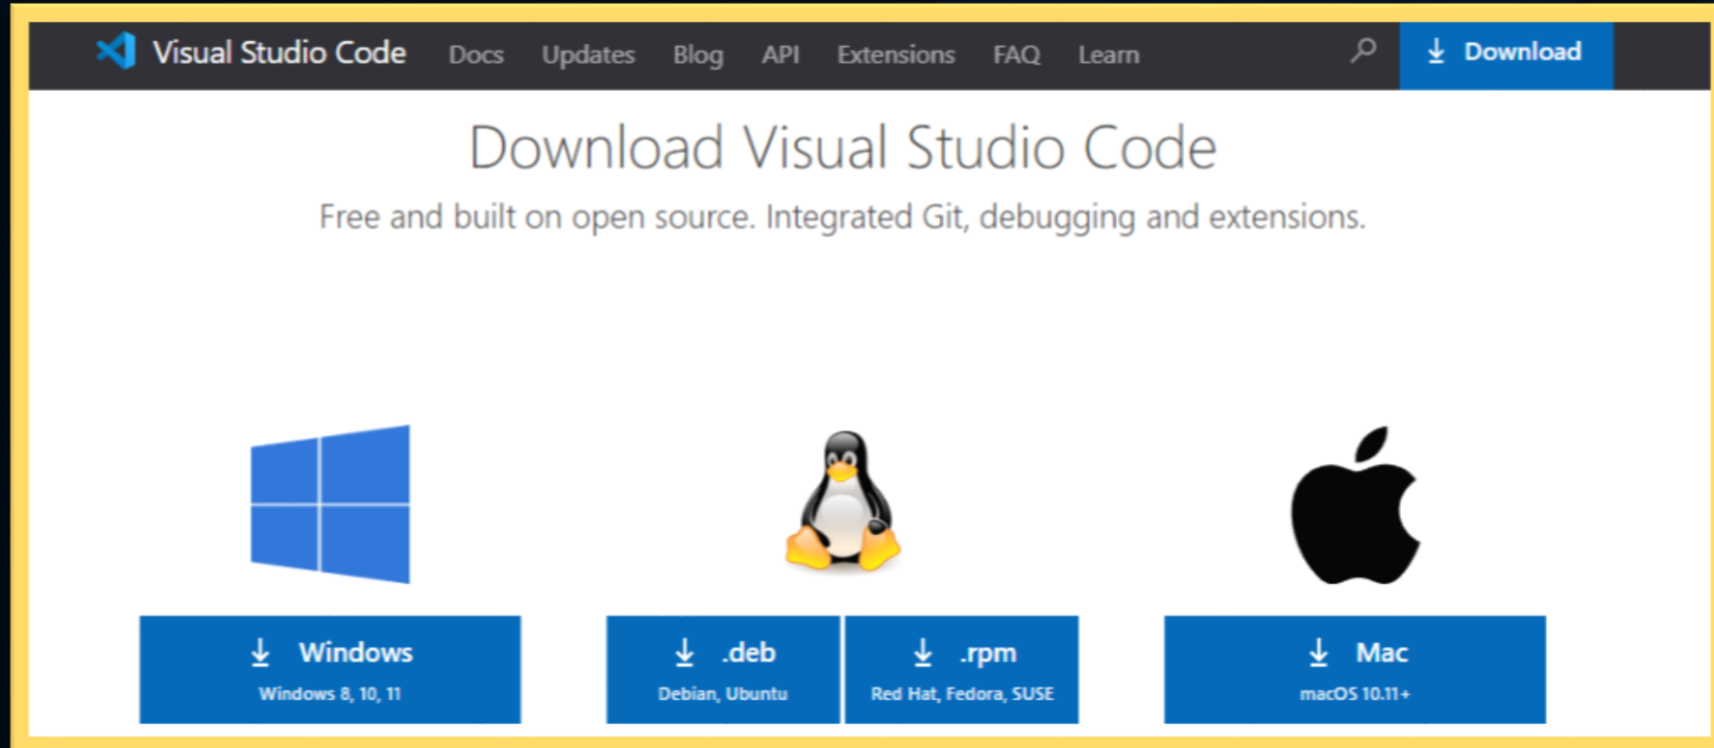 Visual Studio Code Docs Updates Blog API Extensions FAQ Learn Download
Download Visual Studio Code
Free and built on open source. Integrated Git, debugging and extensions.
Windows
Windows 8, 10, 11
.deb
Debian, Ubuntu
.rpm
Red Hat, Fedora, SUSE
Mac
macOS 10.11+